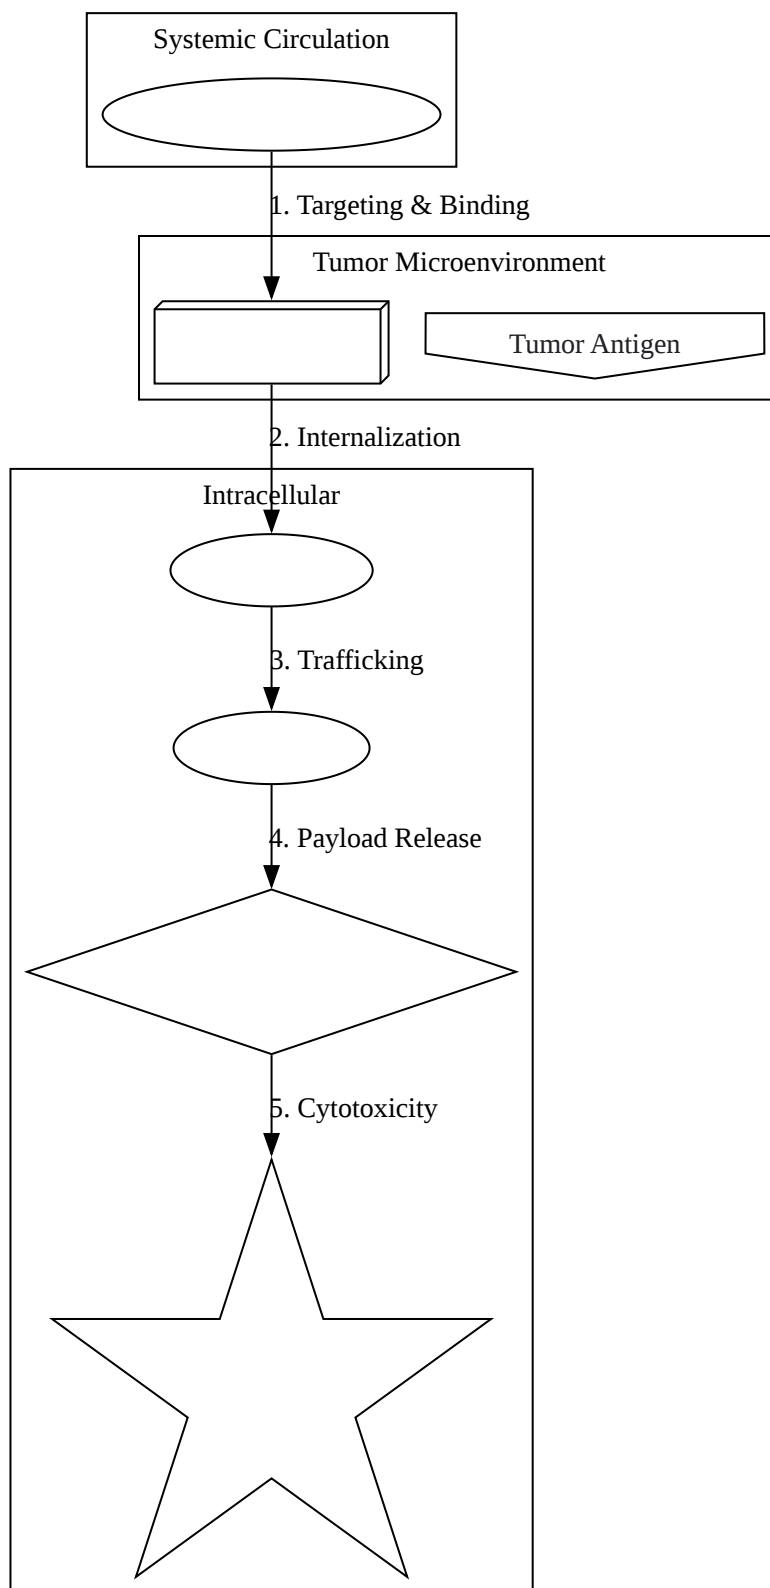 Systemic Circulation
1. Targeting & Binding
Tumor Microenvironment
Tumor Antigen
2. Internalization
Intracellular
3. Trafficking
4. Payload Release
5. Cytotoxicity